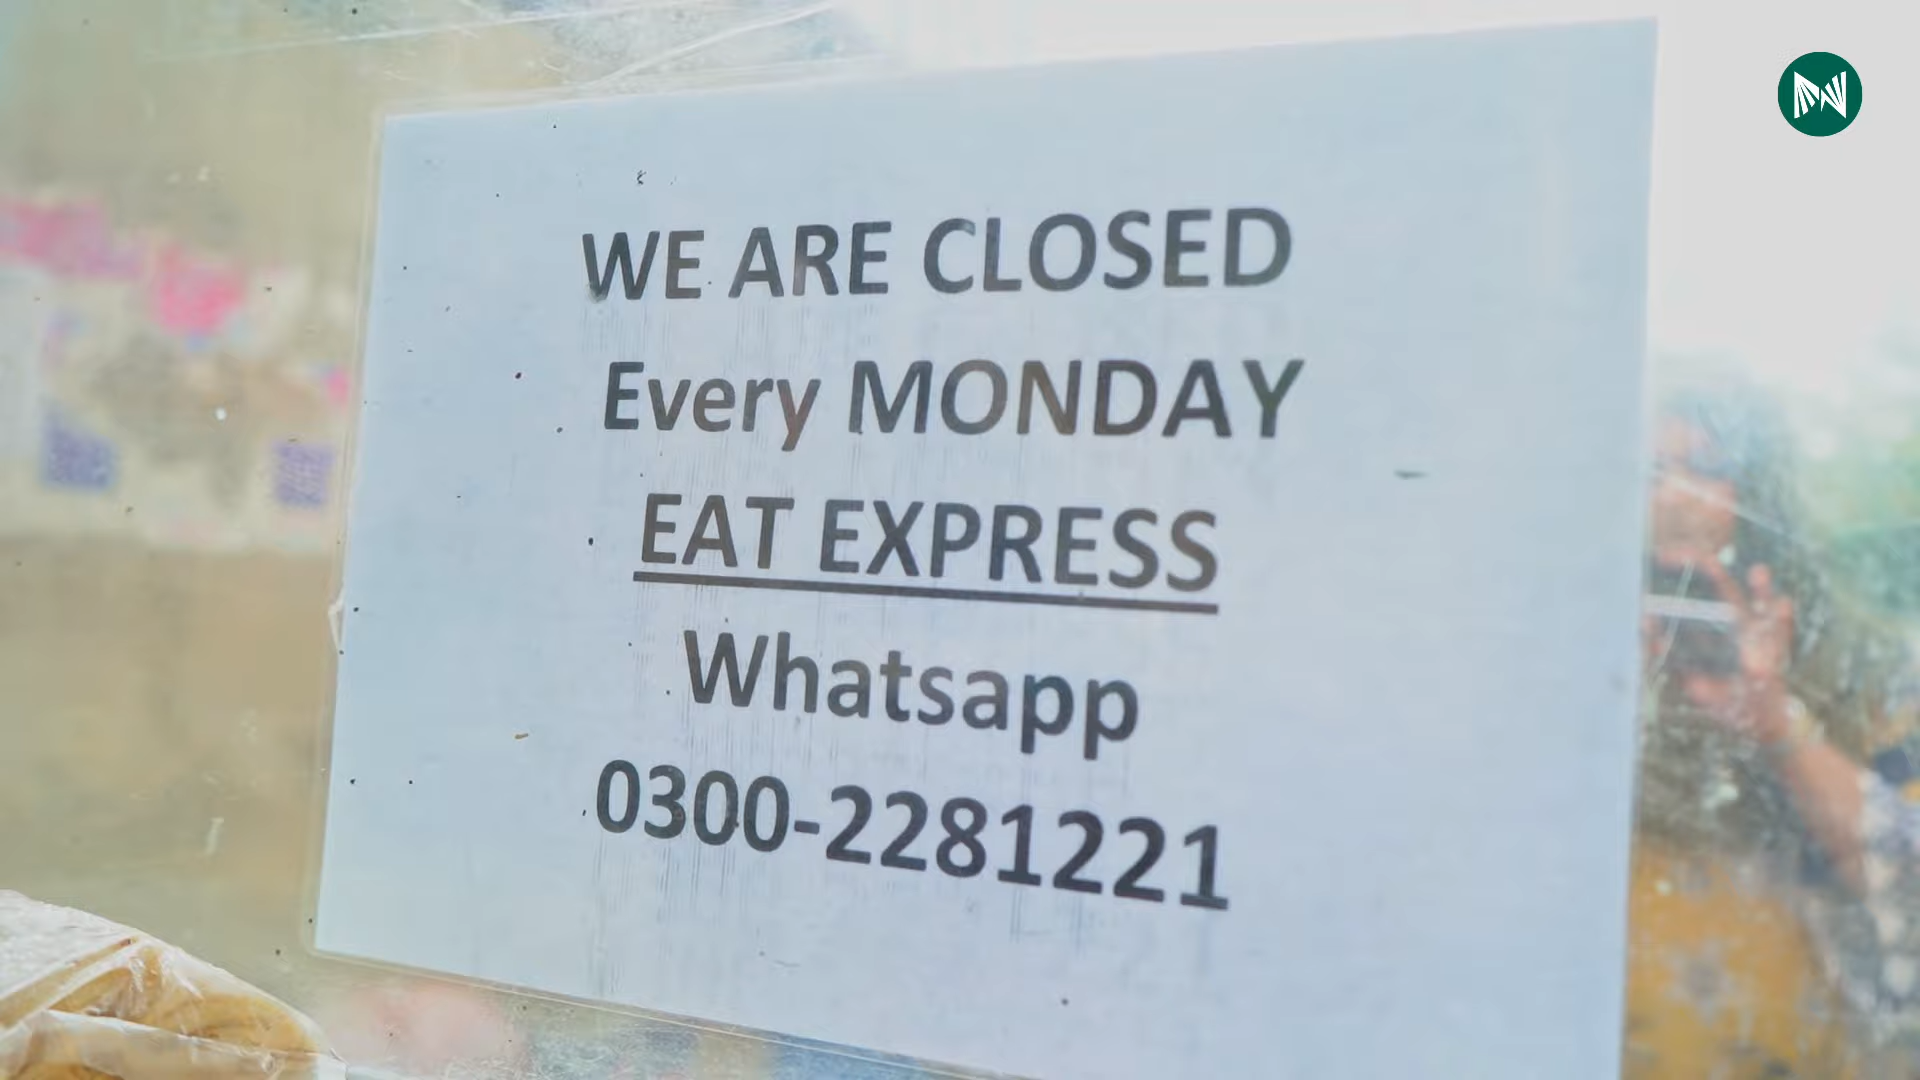 WE ARE CLOSED
Every MONDAY
EAT EXPRESS
Whatsapp
0300-2281221